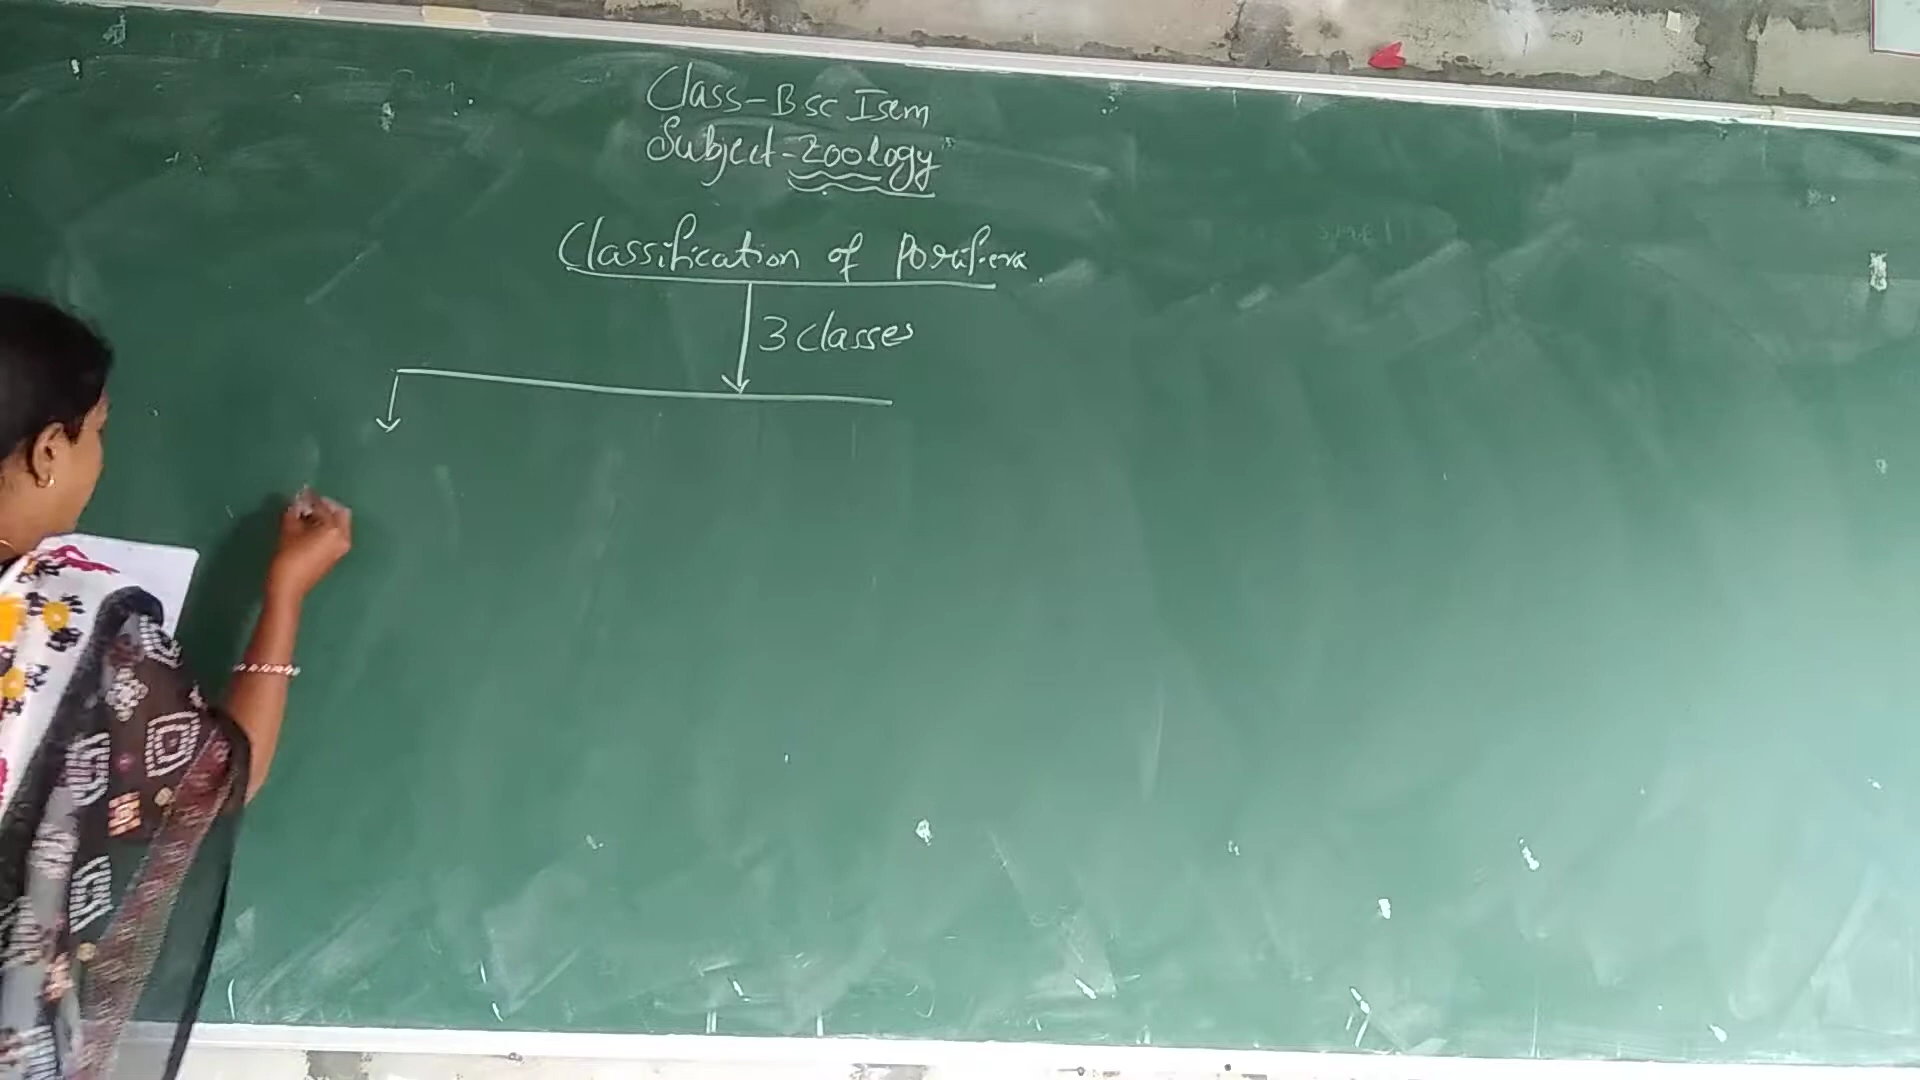 Class-Bsc Isem
Subject-Zoology
Classification of Porifera
3 classes